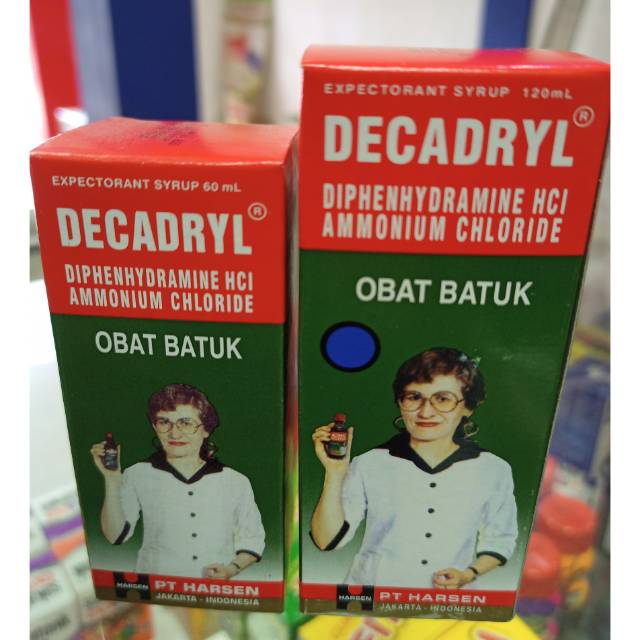 EXPECTORANT SYRUP 60 mL
DECADRYL®
DIPHENHYDRAMINE HCl
AMMONIUM CHLORIDE
OBAT BATUK
HARSEN PT HARSEN
JAKARTA - INDONESIA
EXPECTORANT SYRUP 120mL
DECADRYL®
DIPHENHYDRAMINE HCl
AMMONIUM CHLORIDE
OBAT BATUK
HARSEN PT HARSEN
JAKARTA - INDONESIA